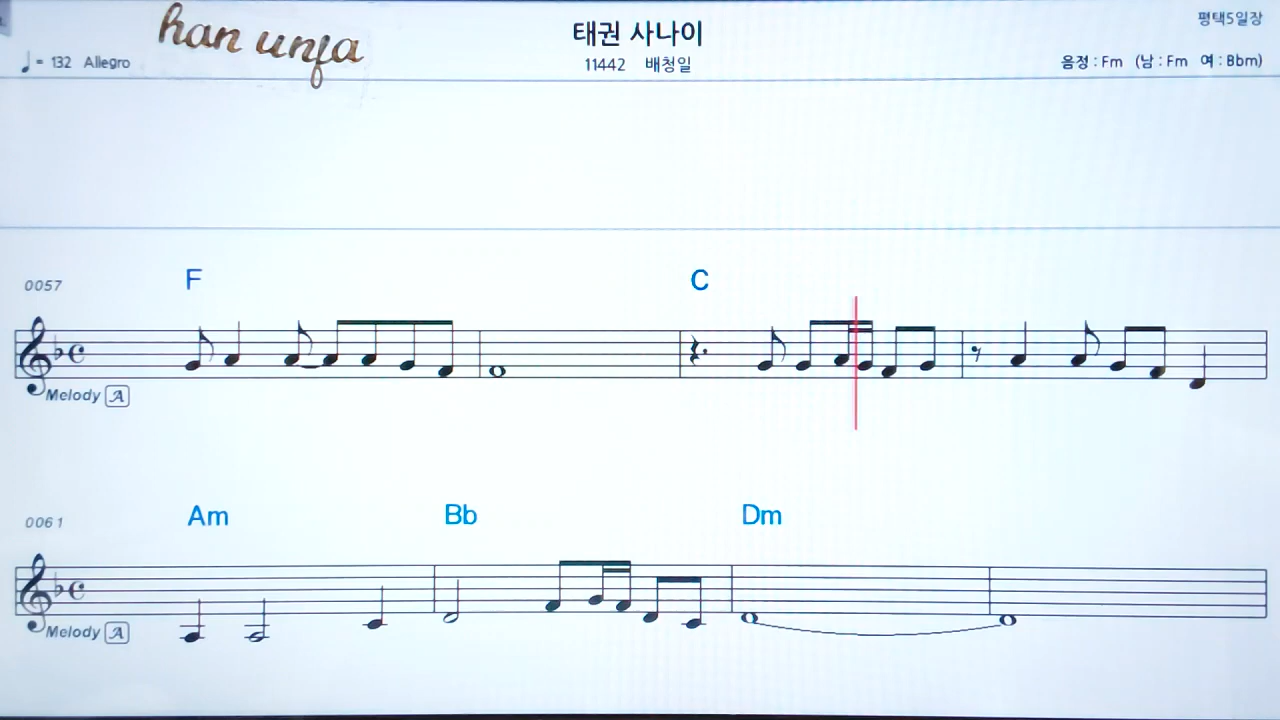 han unfa
태권 사나이
평택5일장
♩ = 132 Allegro
11442 배청일
음정 : Fm (남 : Fm 여 : Bbm)
0057
F
C
Melody A
0061
Am
Bb
Dm
Melody A